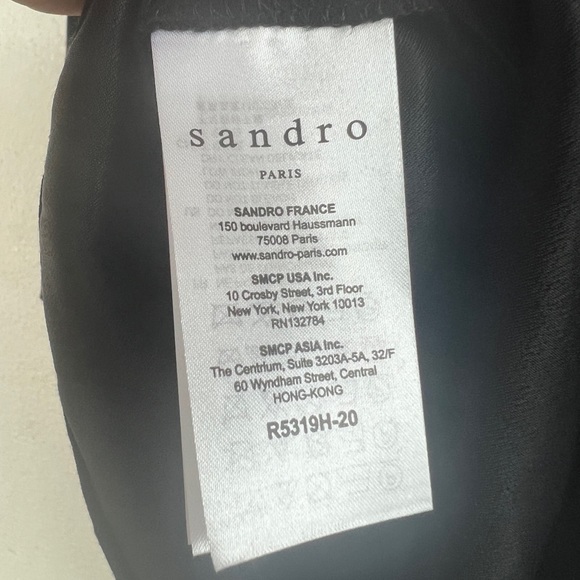 sandro
PARIS
SANDRO FRANCE
150 boulevard Haussmann
75008 Paris
www.sandro-paris.com
SMCP USA Inc.
10 Crosby Street, 3rd Floor
New York, New York 10013
RN132784
SMCP ASIA Inc.
The Centrium, Suite 3203A-5A, 32/F
60 Wyndham Street, Central
HONG-KONG
R5319H-20